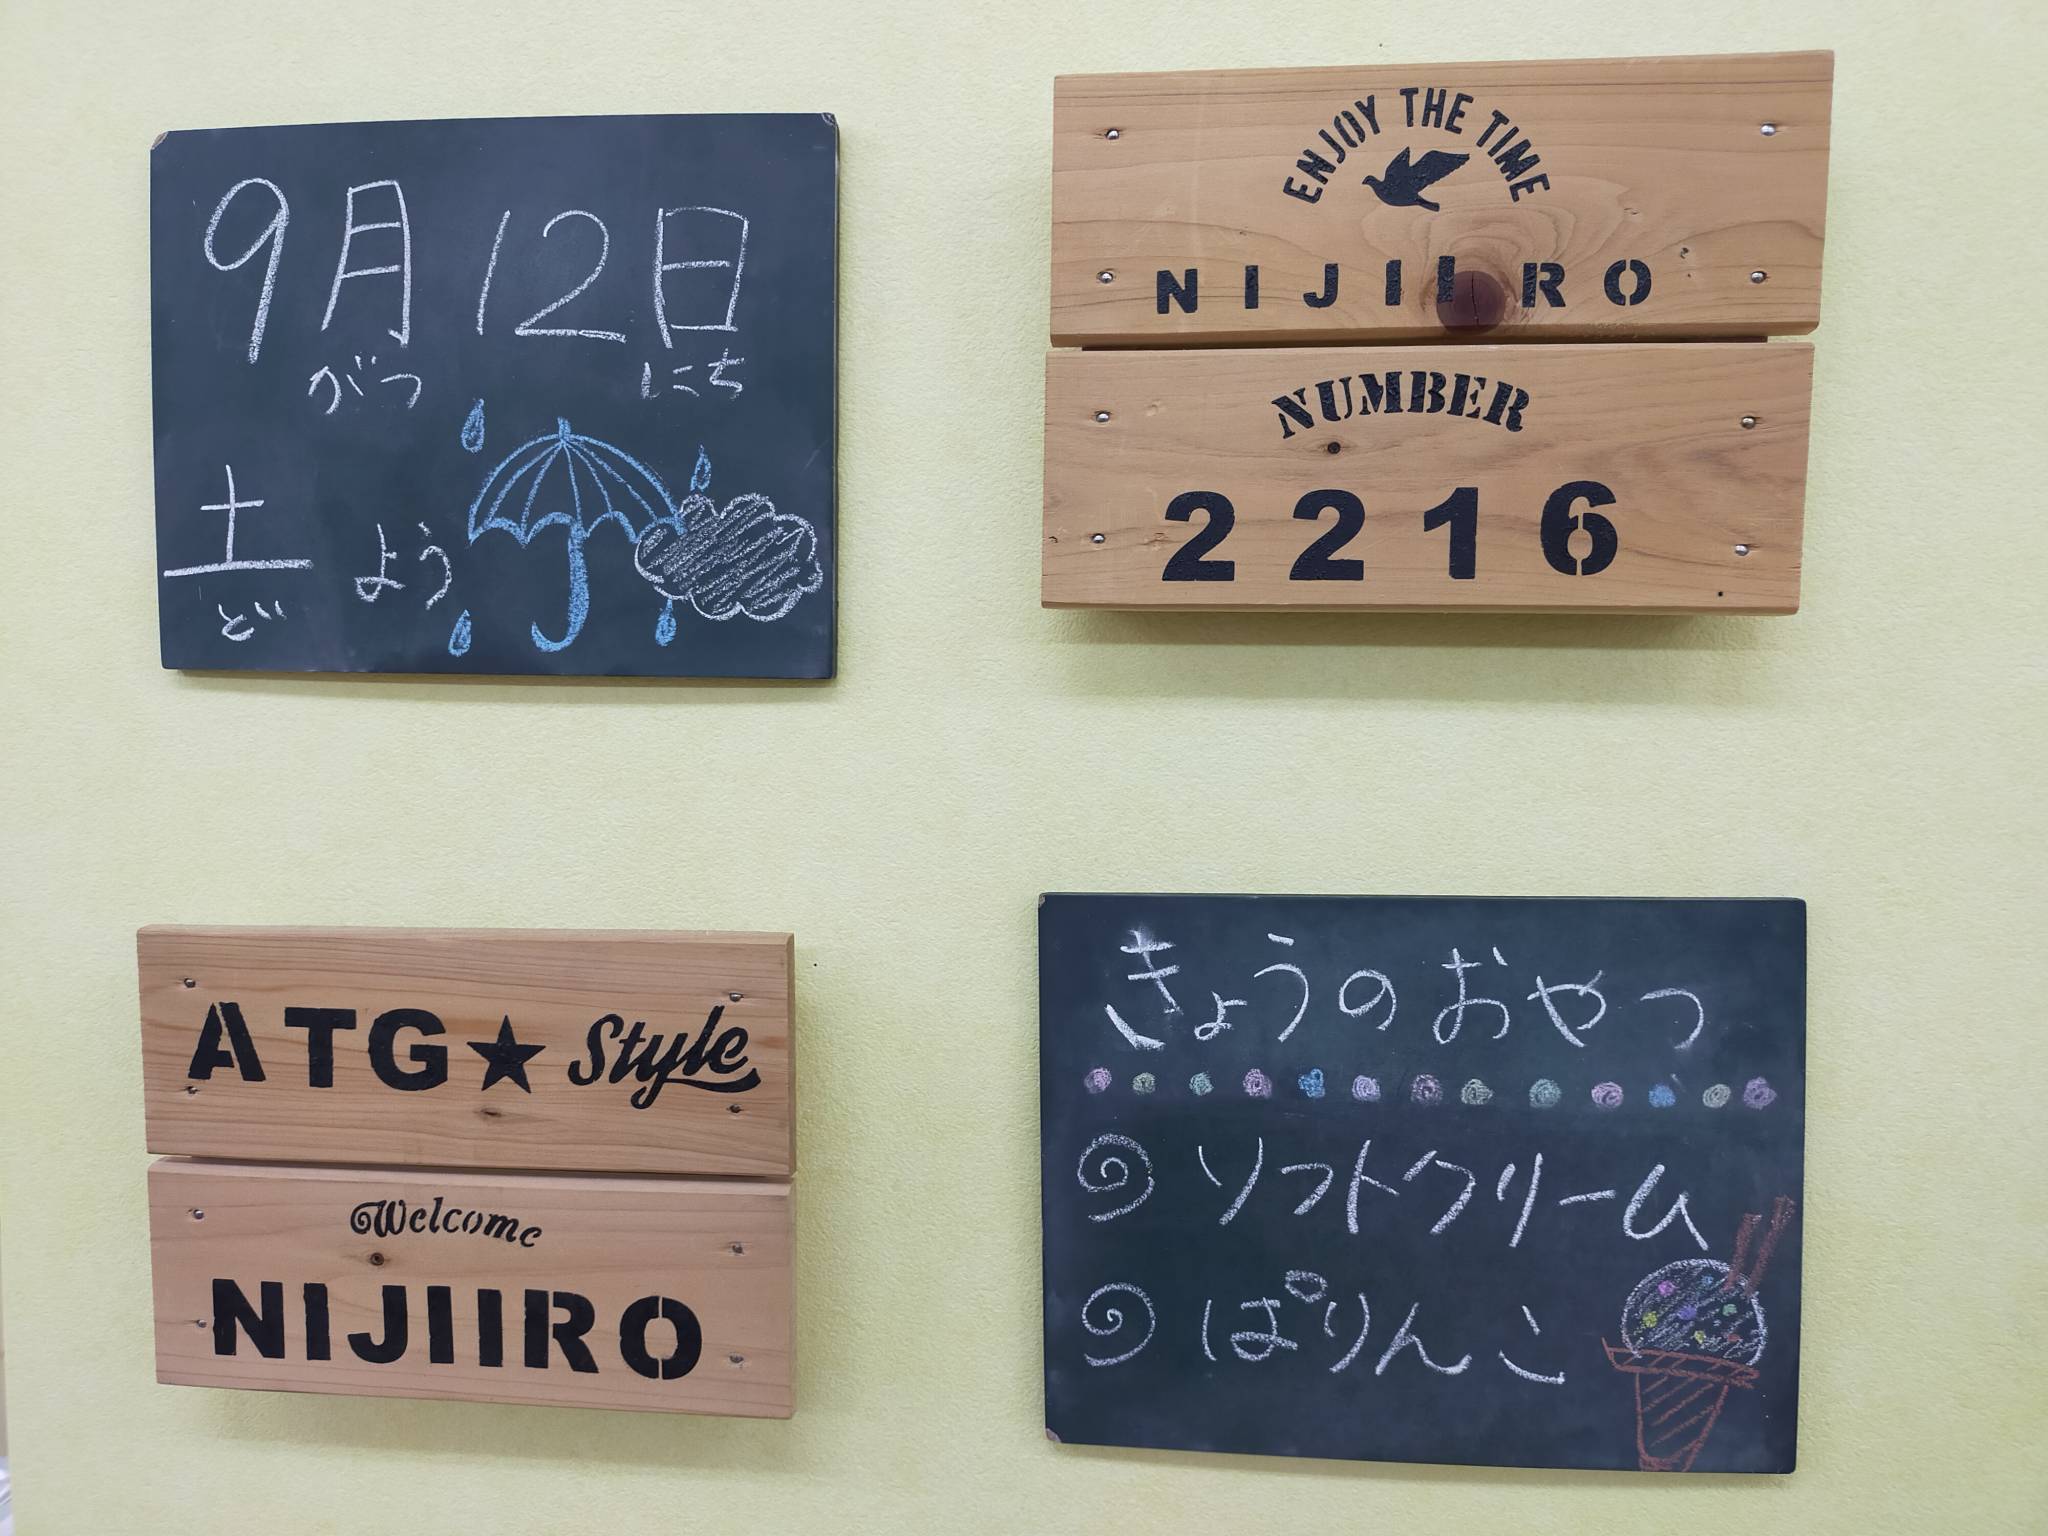 9月12日
がつ にち
土 よう
ど
ENJOY THE TIME
NIJIIRO
NUMBER
2216
ATG★Style
Welcome
NIJIIRO
きょうのおやつ
ソフトクリーム
ぱりんこ